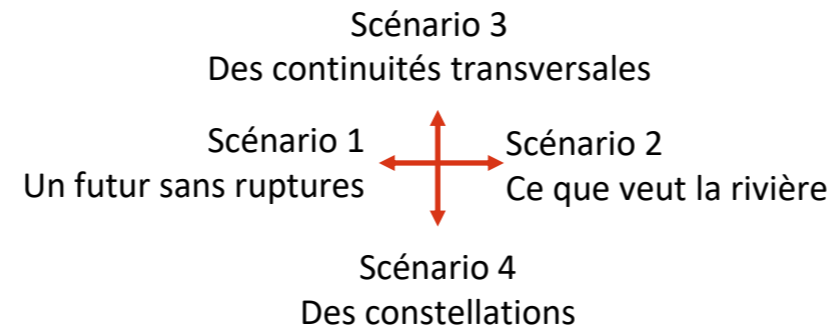 Scénario 3
Des continuités transversales
Scénario 1
Un futur sans ruptures
Scénario 2
Ce que veut la rivière
Scénario 4
Des constellations